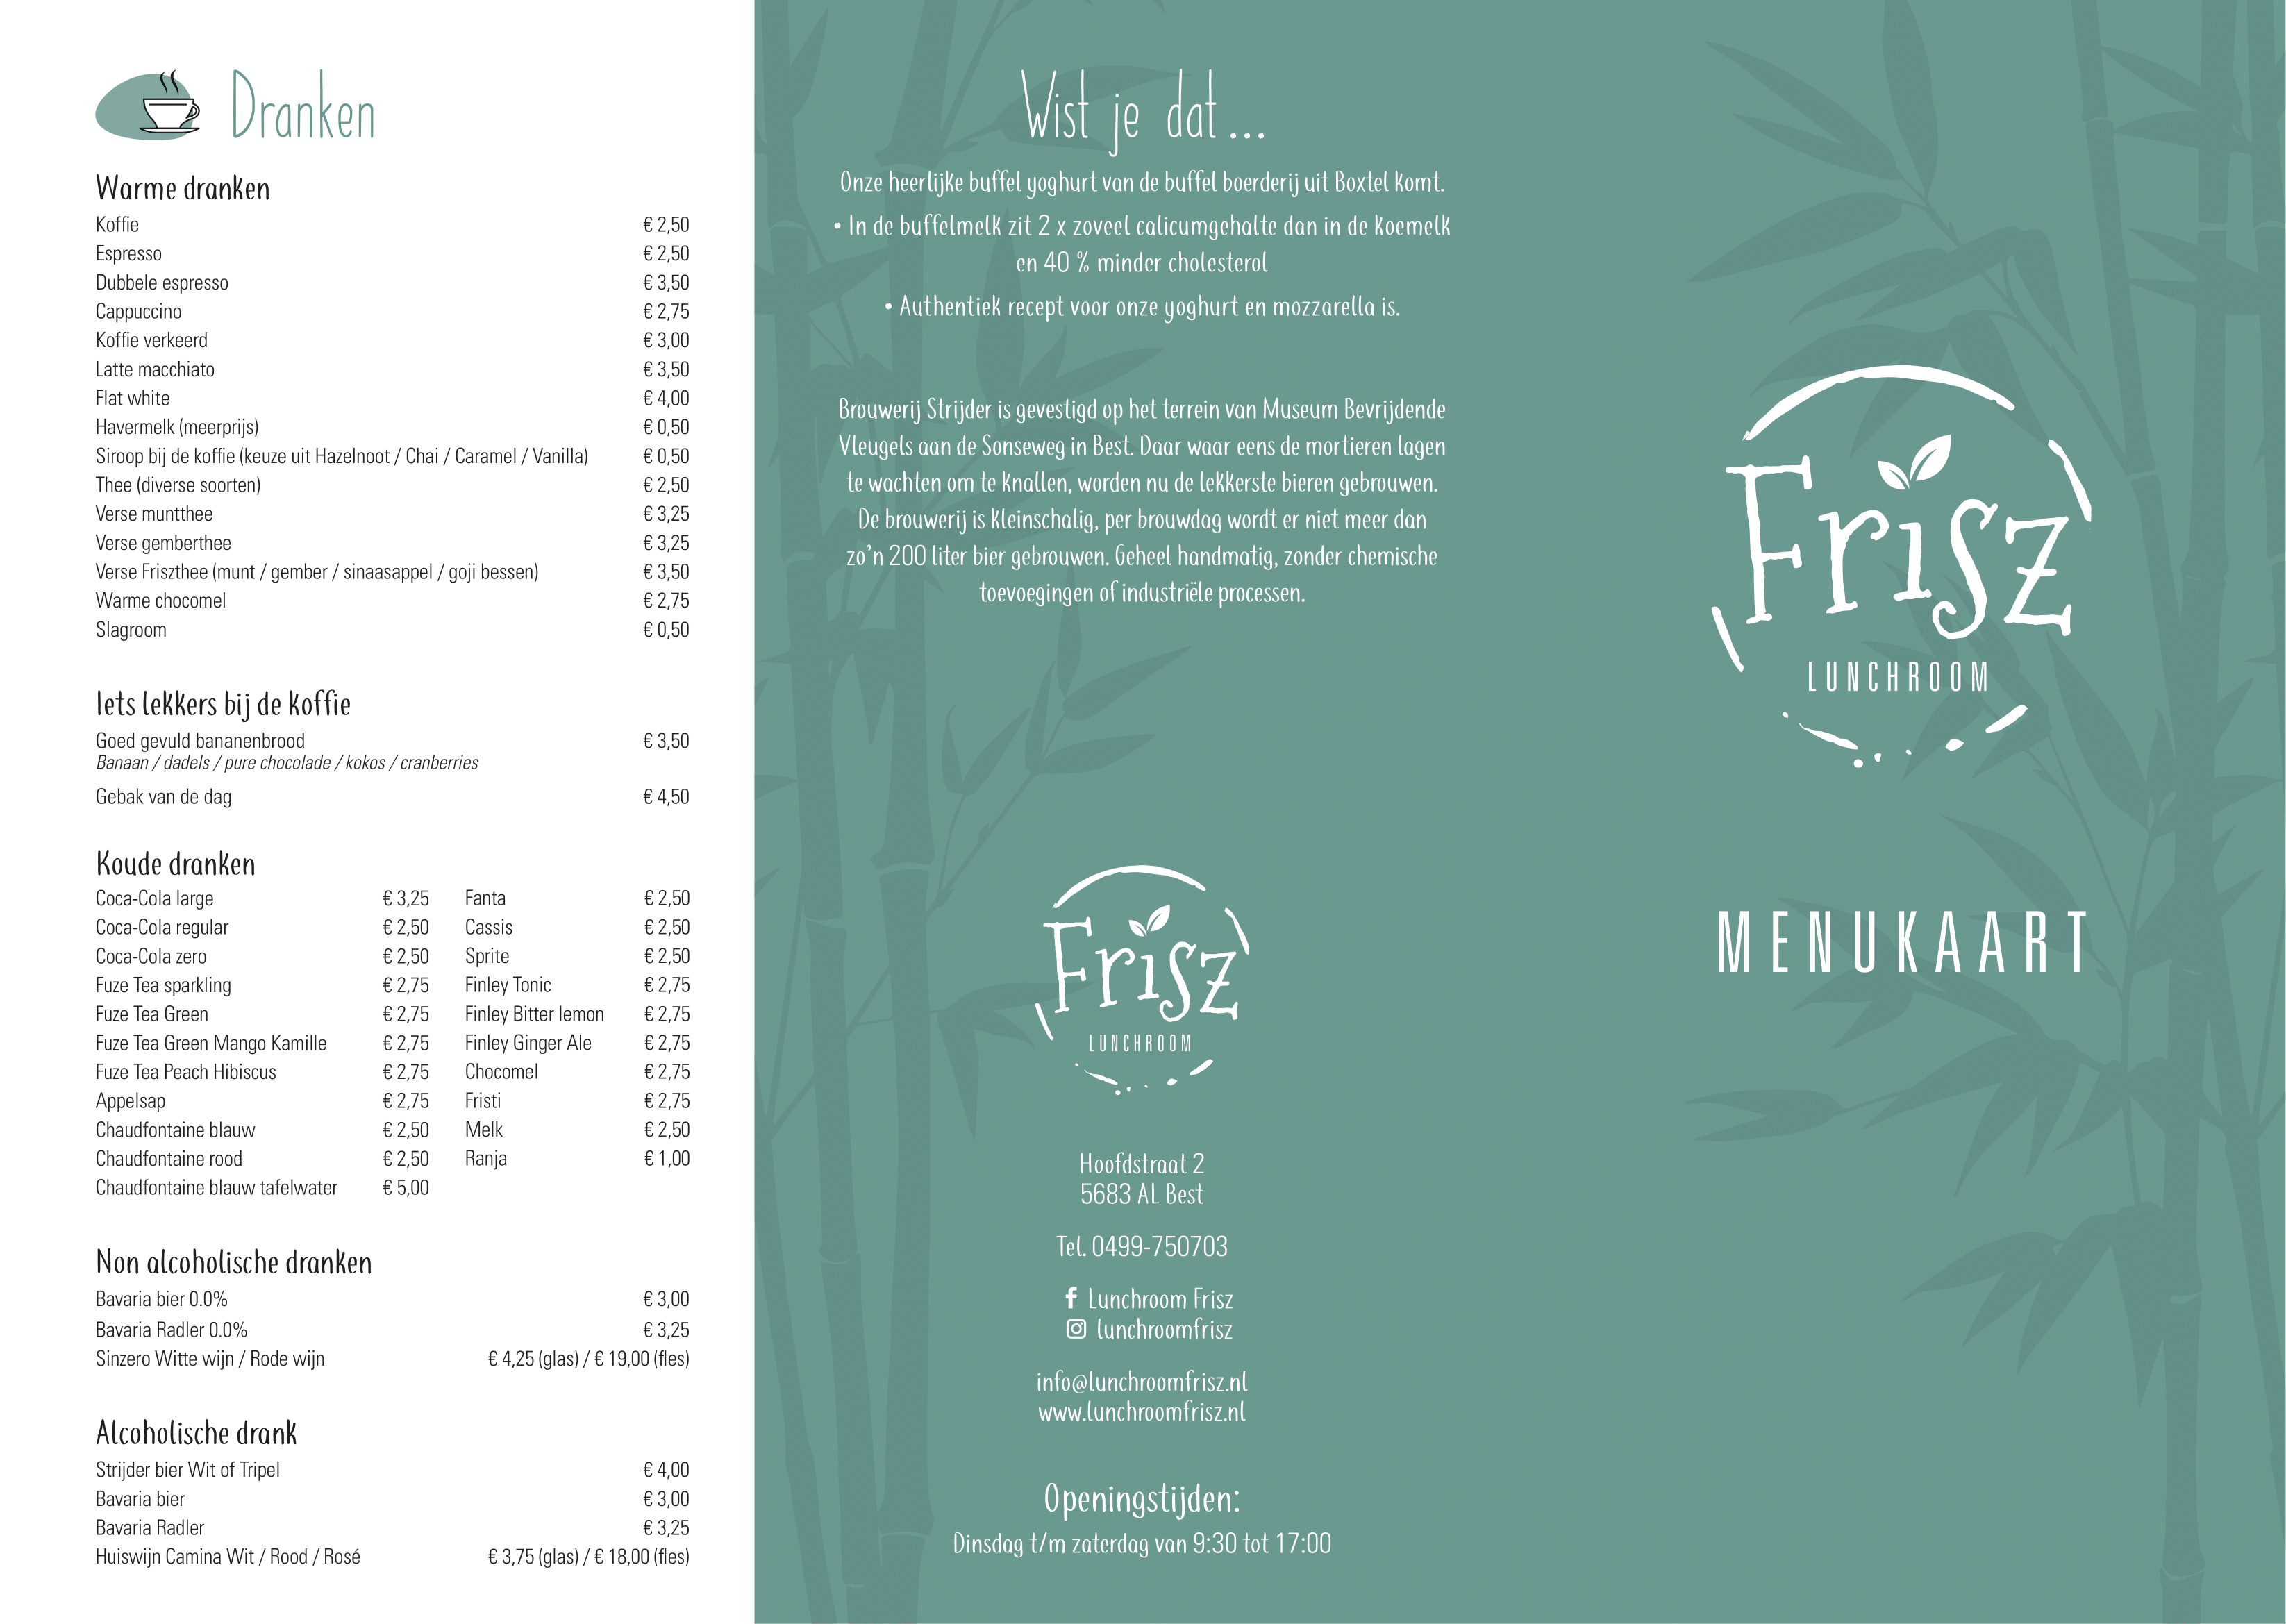 Dranken
Warme dranken
Koffie € 2,50
Espresso € 2,50
Dubbele espresso € 3,50
Cappuccino € 2,75
Koffie verkeerd € 3,00
Latte macchiato € 3,50
Flat white € 4,00
Havermelk (meerprijs) € 0,50
Siroop bij de koffie (keuze uit Hazelnoot / Chai / Caramel / Vanilla) € 0,50
Thee (diverse soorten) € 2,50
Verse muntthee € 3,25
Verse gemberthee € 3,25
Verse Friszthee (munt / gember / sinaasappel / goji bessen) € 3,50
Warme chocomel € 2,75
Slagroom € 0,50
Iets lekkers bij de koffie
Goed gevuld bananenbrood € 3,50
Banaan / dadels / pure chocolade / kokos / cranberries
Gebak van de dag € 4,50
Koude dranken
Coca-Cola large € 3,25
Coca-Cola regular € 2,50
Coca-Cola zero € 2,50
Fuze Tea sparkling € 2,75
Fuze Tea Green € 2,75
Fuze Tea Green Mango Kamille € 2,75
Fuze Tea Peach Hibiscus € 2,75
Appelsap € 2,75
Chaudfontaine blauw € 2,50
Chaudfontaine rood € 2,50
Chaudfontaine blauw tafelwater € 5,00
Fanta € 2,50
Cassis € 2,50
Sprite € 2,50
Finley Tonic € 2,75
Finley Bitter lemon € 2,75
Finley Ginger Ale € 2,75
Chocomel € 2,75
Fristi € 2,75
Melk € 2,50
Ranja € 1,00
Non alcoholische dranken
Bavaria bier 0.0% € 3,00
Bavaria Radler 0.0% € 3,25
Sinzero Witte wijn / Rode wijn € 4,25 (glas) / € 19,00 (fles)
Alcoholische drank
Strijder bier Wit of Tripel € 4,00
Bavaria bier € 3,00
Bavaria Radler € 3,25
Huiswijn Camina Wit / Rood / Rosé € 3,75 (glas) / € 18,00 (fles)
Wist je dat ...
Onze heerlijke buffel yoghurt van de buffel boerderij uit Boxtel komt.
• In de buffelmelk zit 2 x zoveel calicumgehalte dan in de koemelk
en 40 % minder cholesterol
• Authentiek recept voor onze yoghurt en mozzarella is.
Brouwerij Strijder is gevestigd op het terrein van Museum Bevrijdende
Vleugels aan de Sonseweg in Best. Daar waar eens de mortieren lagen
te wachten om te knallen, worden nu de lekkerste bieren gebrouwen.
De brouwerij is kleinschalig, per brouwdag wordt er niet meer dan
zo'n 200 liter bier gebrouwen. Geheel handmatig, zonder chemische
toevoegingen of industriële processen.
Frisz
LUNCHROOM
Hoofdstraat 2
5683 AL Best
Tel. 0499-750703
Lunchroom Frisz
lunchroomfrisz
info@lunchroomfrisz.nl
www.lunchroomfrisz.nl
Openingstijden:
Dinsdag t/m zaterdag van 9:30 tot 17:00
Frisz
LUNCHROOM
MENUKAART